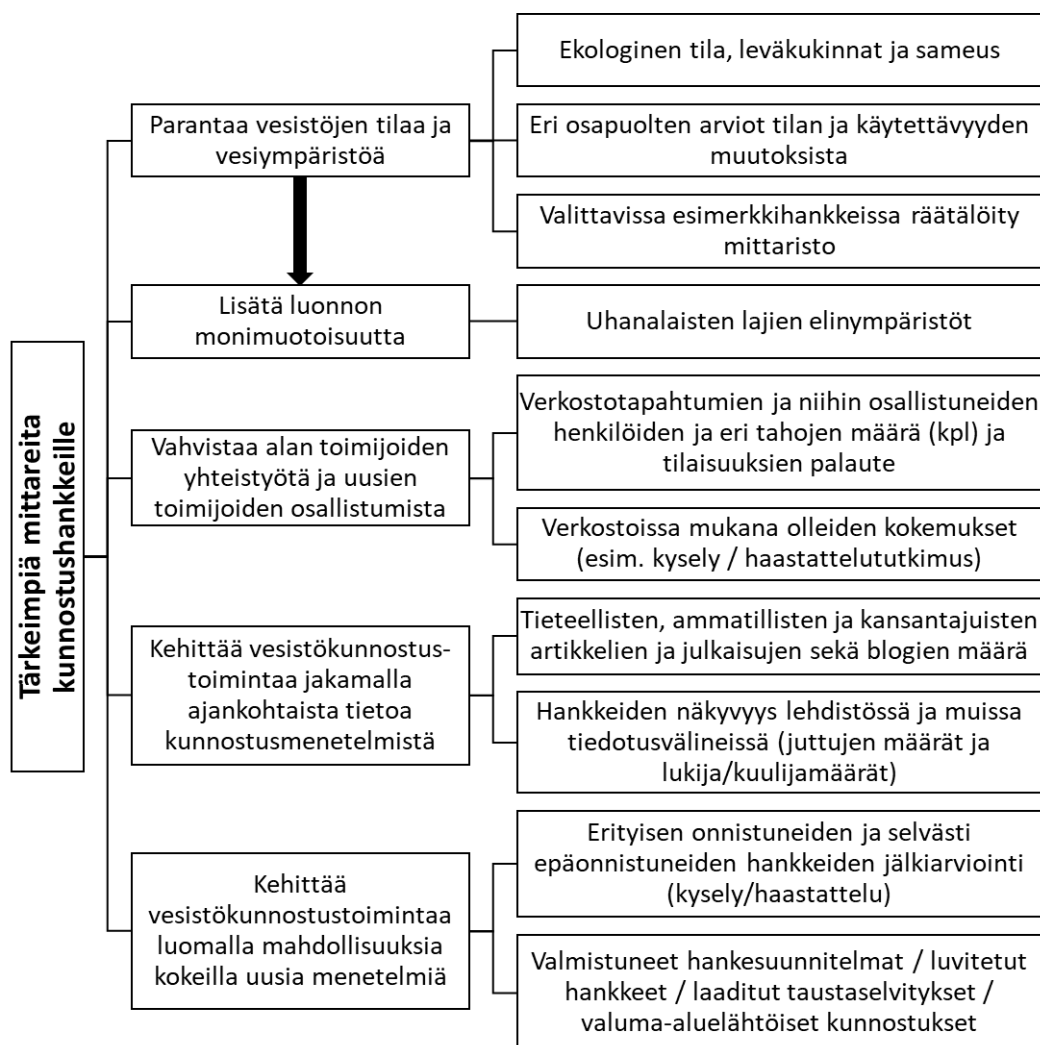 Tärkeimpiä mittareita
kunnostushankkeille
Parantaa vesistöjen tilaa ja
vesiympäristöä
Ekologinen tila, leväkukinnat ja sameus
Eri osapuolten arviot tilan ja käytettävyyden
muutoksista
Valittavissa esimerkkihankkeissa räätälöity
mittaristo
Lisätä luonnon
monimuotoisuutta
Uhanalaisten lajien elinympäristöt
Vahvistaa alan toimijoiden
yhteistyötä ja uusien
toimijoiden osallistumista
Verkostotapahtumien ja niihin osallistuneiden
henkilöiden ja eri tahojen määrä (kpl) ja
tilaisuuksien palaute
Verkostoissa mukana olleiden kokemukset
(esim. kysely / haastattelututkimus)
Kehittää vesistökunnostus-
toimintaa jakamalla
ajankohtaista tietoa
kunnostusmenetelmistä
Tieteellisten, ammatillisten ja kansantajuisten
artikkelien ja julkaisujen sekä blogien määrä
Hankkeiden näkyvyys lehdistössä ja muissa
tiedotusvälineissä (juttujen määrät ja
lukija/kuulijamäärät)
Kehittää
vesistökunnostustoimintaa
luomalla mahdollisuuksia
kokeilla uusia menetelmiä
Erityisen onnistuneiden ja selvästi
epäonnistuneiden hankkeiden jälkiarviointi
(kysely/haastattelu)
Valmistuneet hankesuunnitelmat / luvitetut
hankkeet / laaditut taustaselvitykset /
valuma-aluelähtöiset kunnostukset